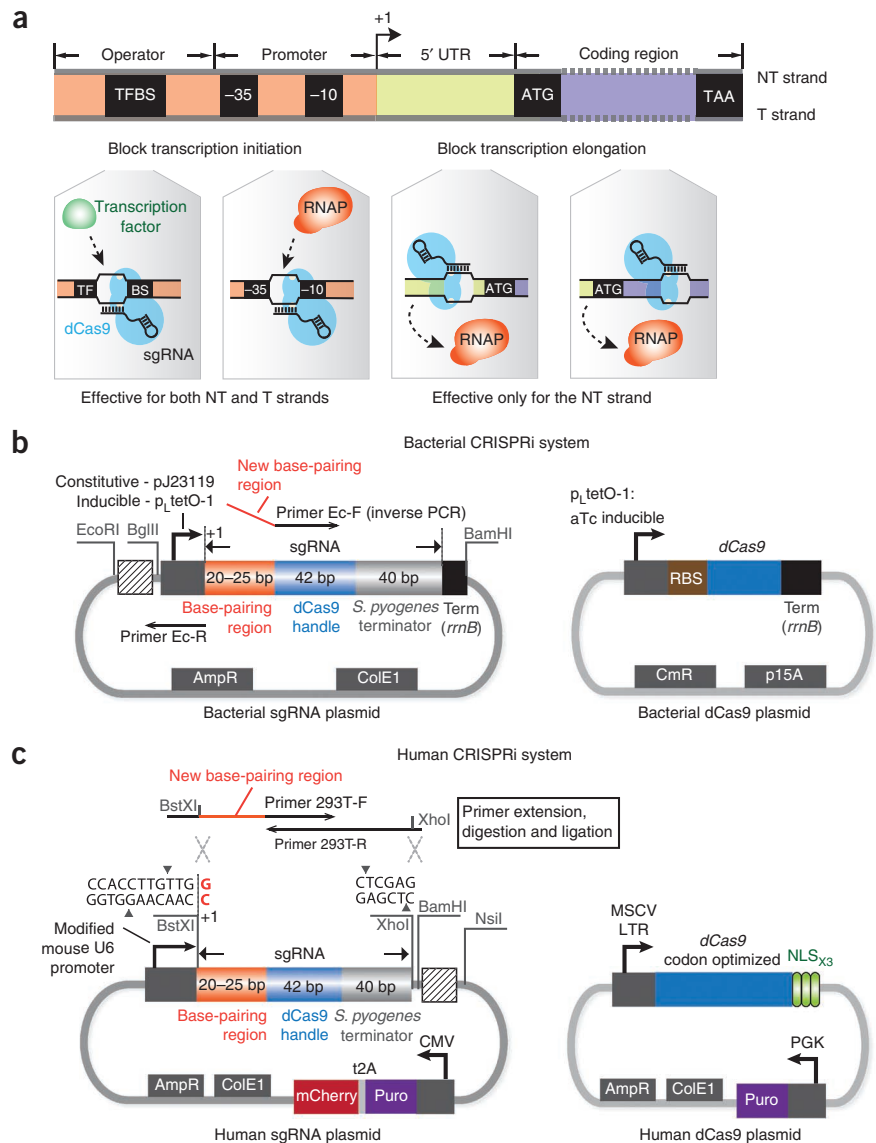 a
+1
Operator Promoter 5′ UTR Coding region
NT strand
TFBS –35 –10 ATG TAA
T strand
Block transcription initiation Block transcription elongation
Transcription factor
RNAP
TF BS
–35 –10
ATG
ATG
dCas9
sgRNA
RNAP
RNAP
Effective for both NT and T strands Effective only for the NT strand
b
Bacterial CRISPRi system
Constitutive - pJ23119
Inducible - pLtetO-1
New base-pairing
region
Primer Ec-F (inverse PCR)
EcoRI BglII
+1
sgRNA
BamHI
20–25 bp 42 bp 40 bp
Base-pairing
region
dCas9
handle
S. pyogenes
terminator
Term
(rrnB)
Primer Ec-R
AmpR ColE1
Bacterial sgRNA plasmid
pLtetO-1:
aTc inducible
dCas9
RBS
Term
(rrnB)
CmR p15A
Bacterial dCas9 plasmid
c
Human CRISPRi system
New base-pairing region
BstXI
Primer 293T-F
XhoI
Primer 293T-R
Primer extension,
digestion and ligation
CCACCTTGTTG G
GGTGGAACAAC C
CTCGAG
GAGCTC
BstXI
+1
XhoI
BamHI
NsiI
Modified
mouse U6
promoter
sgRNA
20–25 bp 42 bp 40 bp
Base-pairing
region
dCas9
handle
S. pyogenes
terminator
CMV
t2A
AmpR ColE1 mCherry Puro
Human sgRNA plasmid
MSCV
LTR
dCas9
codon optimized
NLSX3
PGK
AmpR ColE1 Puro
Human dCas9 plasmid